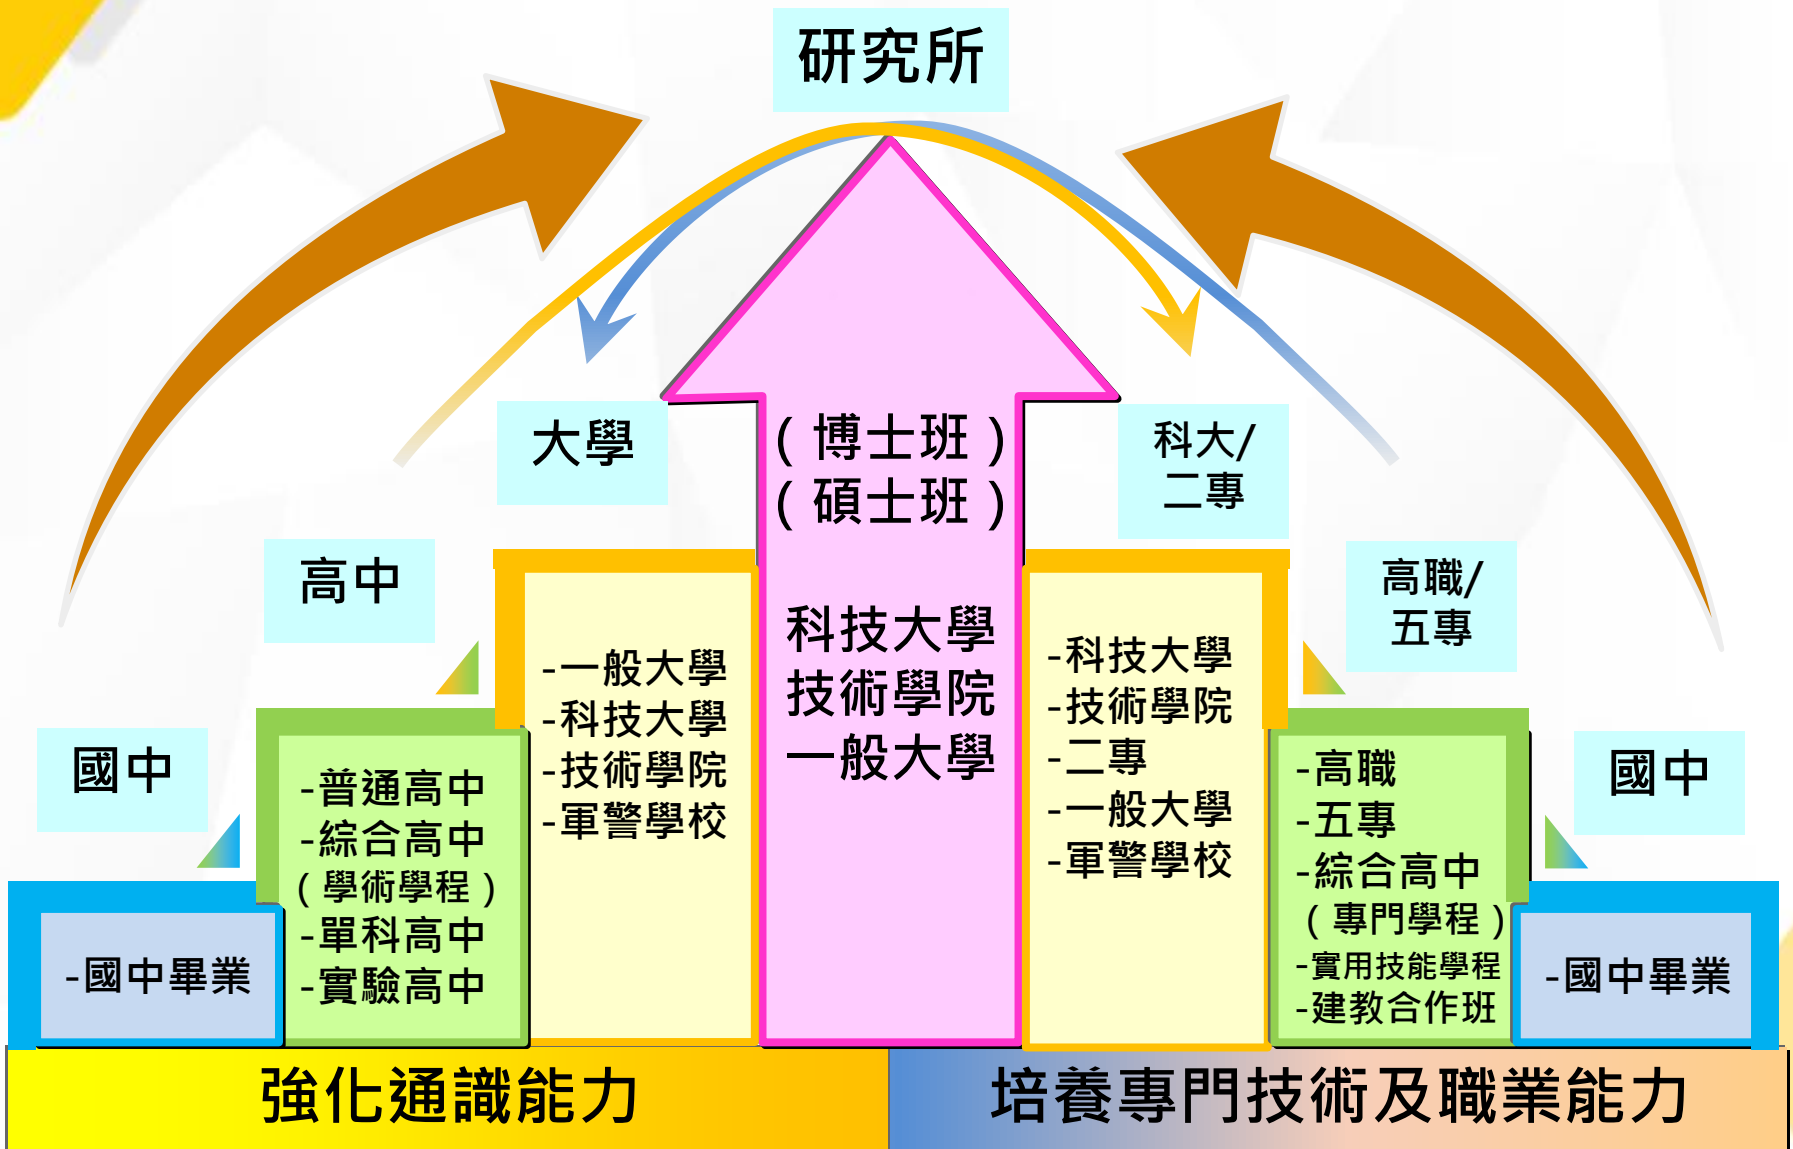 研究所
大學
(博士班)
(碩士班)
科技大學
技術學院
一般大學
科大/
二專
高中
高職/
五專
國中
國中
-國中畢業
-普通高中
-綜合高中
(學術學程)
-單科高中
-實驗高中
-一般大學
-科技大學
-技術學院
-軍警學校
-科技大學
-技術學院
-二專
-一般大學
-軍警學校
-高職
-五專
-綜合高中
(專門學程)
-實用技能學程
-建教合作班
-國中畢業
強化通識能力
培養專門技術及職業能力